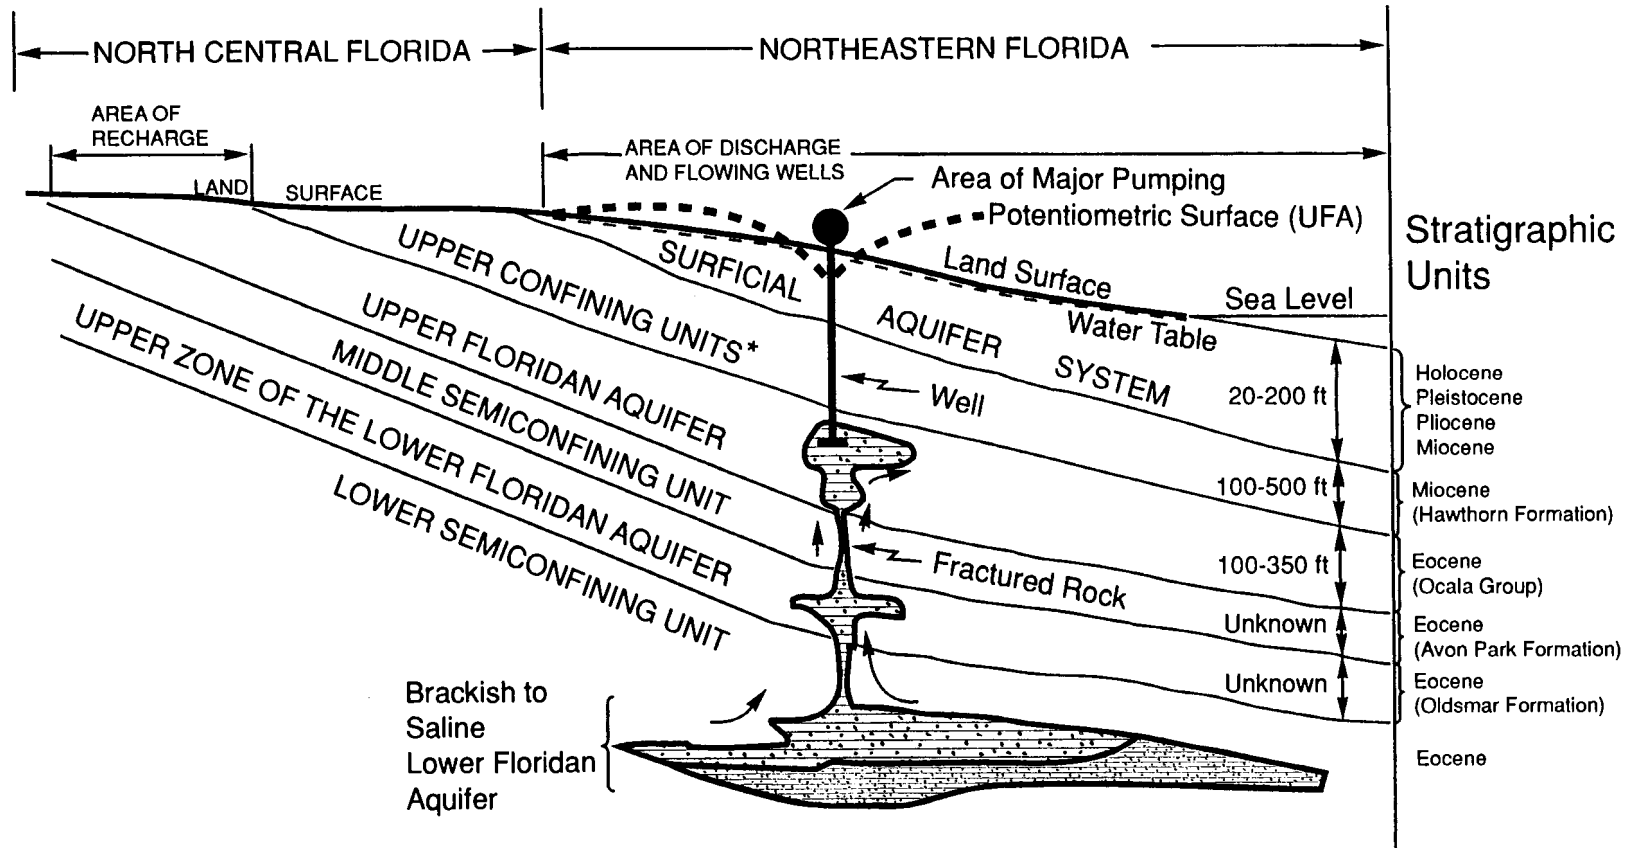 NORTH CENTRAL FLORIDA
NORTHEASTERN FLORIDA
AREA OF
RECHARGE
AREA OF DISCHARGE
AND FLOWING WELLS
LAND SURFACE
Area of Major Pumping
Potentiometric Surface (UFA)
Stratigraphic
Units
Land Surface
Sea Level
Water Table
SURFICIAL
AQUIFER
SYSTEM
UPPER CONFINING UNITS*
UPPER FLORIDAN AQUIFER
MIDDLE SEMICONFINING UNIT
UPPER ZONE OF THE LOWER FLORIDAN AQUIFER
LOWER SEMICONFINING UNIT
Well
Fractured Rock
20-200 ft
100-500 ft
100-350 ft
Unknown
Unknown
Holocene
Pleistocene
Pliocene
Miocene
Miocene
(Hawthorn Formation)
Eocene
(Ocala Group)
Eocene
(Avon Park Formation)
Eocene
(Oldsmar Formation)
Eocene
Brackish to
Saline
Lower Floridan
Aquifer